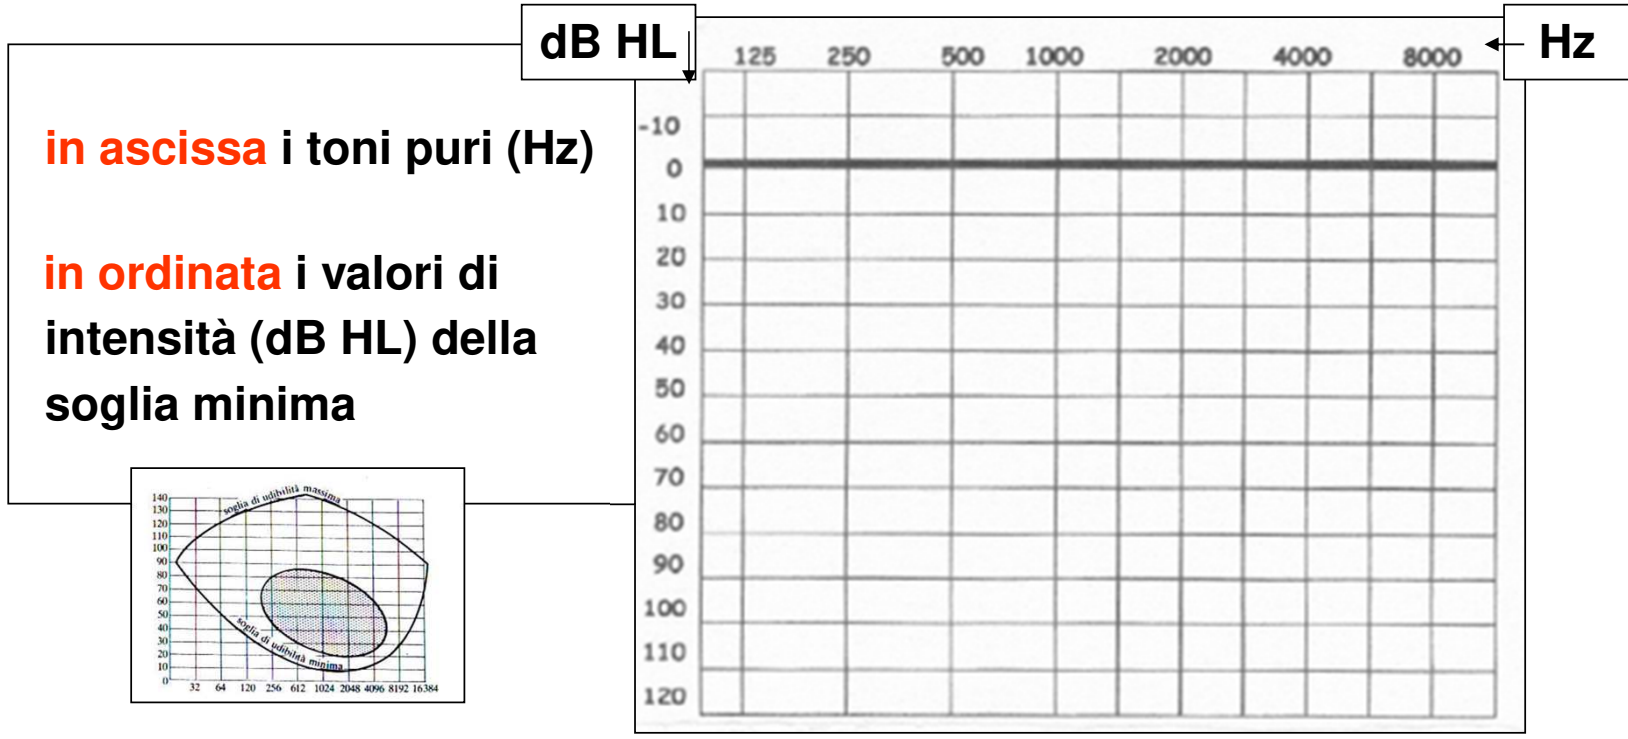 dB HL
Hz
in ascissa i toni puri (Hz)
in ordinata i valori di
intensità (dB HL) della
soglia minima
125 250 500 1000 2000 4000 8000
-10
0
10
20
30
40
50
60
70
80
90
100
110
120
soglia di udibilità massima
140
130
120
110
100
90
80
70
60
50
40
30
20
10
0
soglia di udibilità minima
32 64 120 256 612 1024 2048 4096 8192 16384